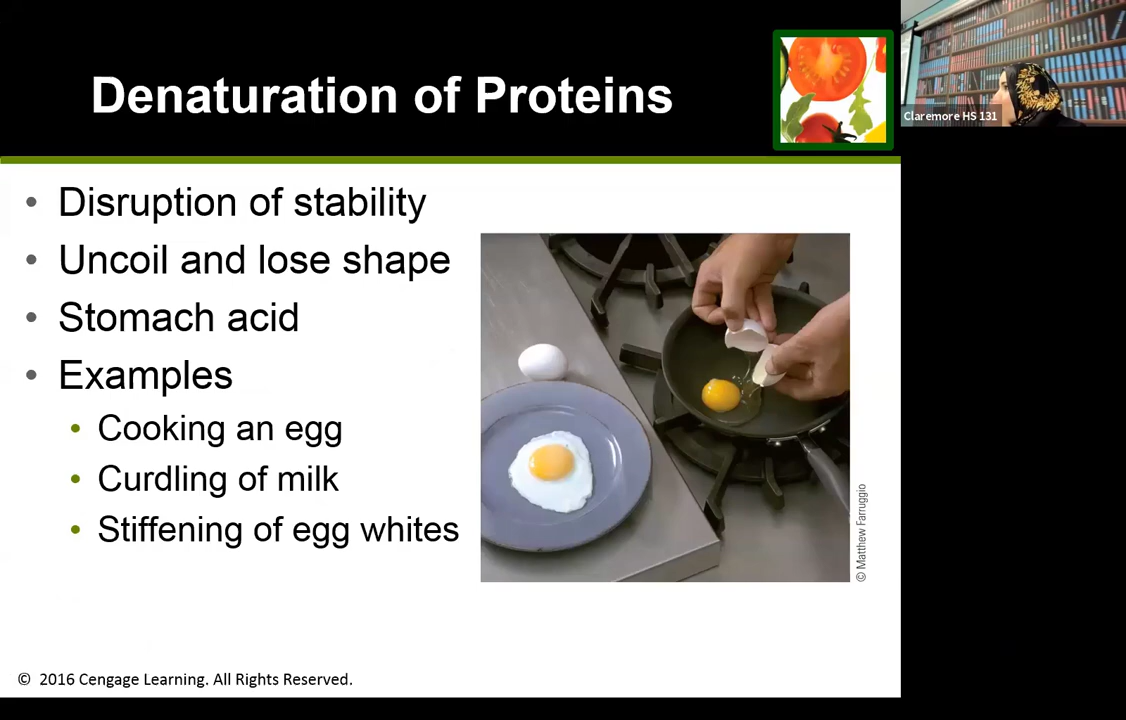 Denaturation of Proteins
Claremore HS 131
• Disruption of stability
• Uncoil and lose shape
• Stomach acid
• Examples
• Cooking an egg
• Curdling of milk
• Stiffening of egg whites
© Matthew Farruggio
© 2016 Cengage Learning. All Rights Reserved.